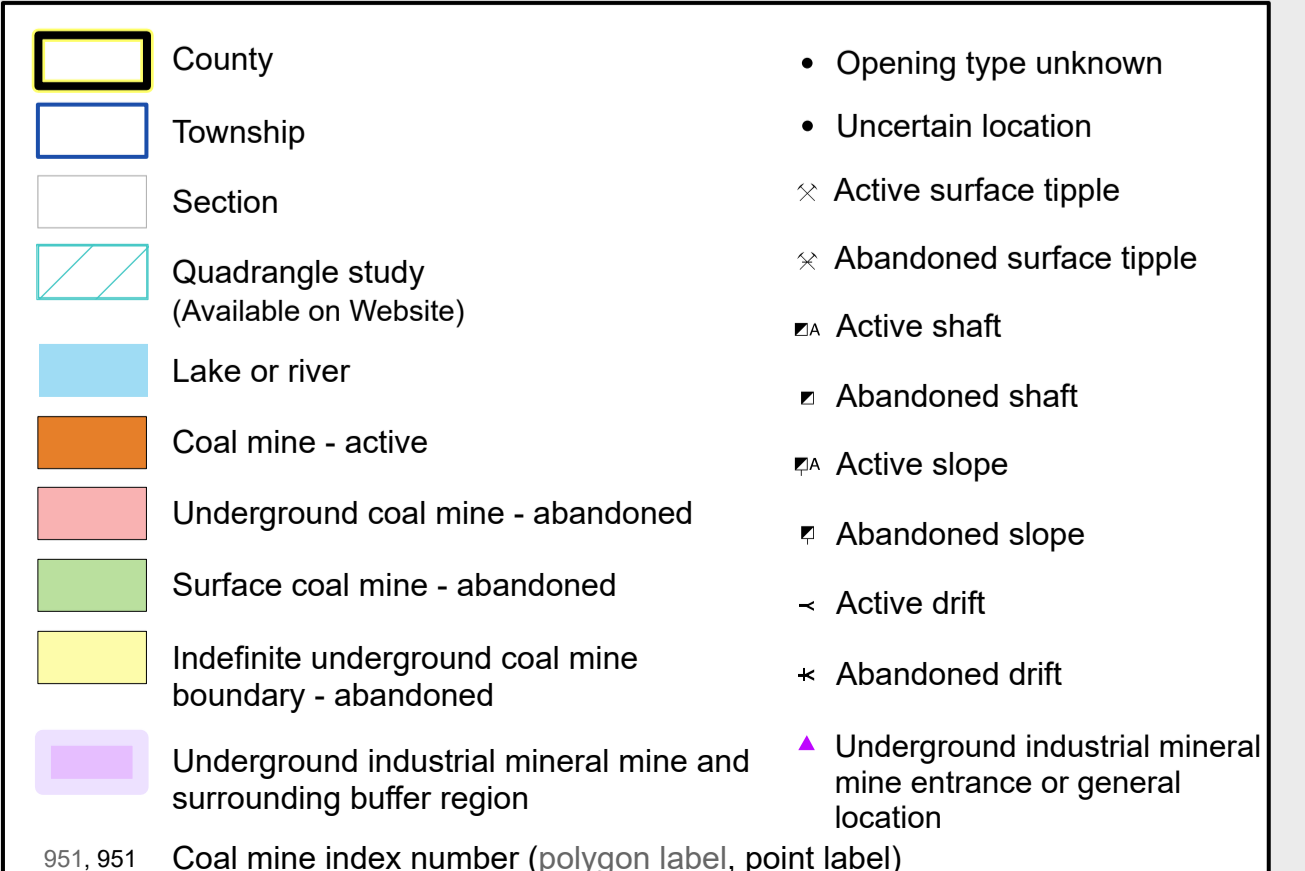 County
Township
Section
Quadrangle study
(Available on Website)
Lake or river
Coal mine - active
Underground coal mine - abandoned
Surface coal mine - abandoned
Indefinite underground coal mine
boundary - abandoned
Underground industrial mineral mine and
surrounding buffer region
951, 951 Coal mine index number (polygon label, point label)
Opening type unknown
Uncertain location
Active surface tipple
Abandoned surface tipple
A Active shaft
Abandoned shaft
A Active slope
Abandoned slope
Active drift
Abandoned drift
Underground industrial mineral
mine entrance or general
location